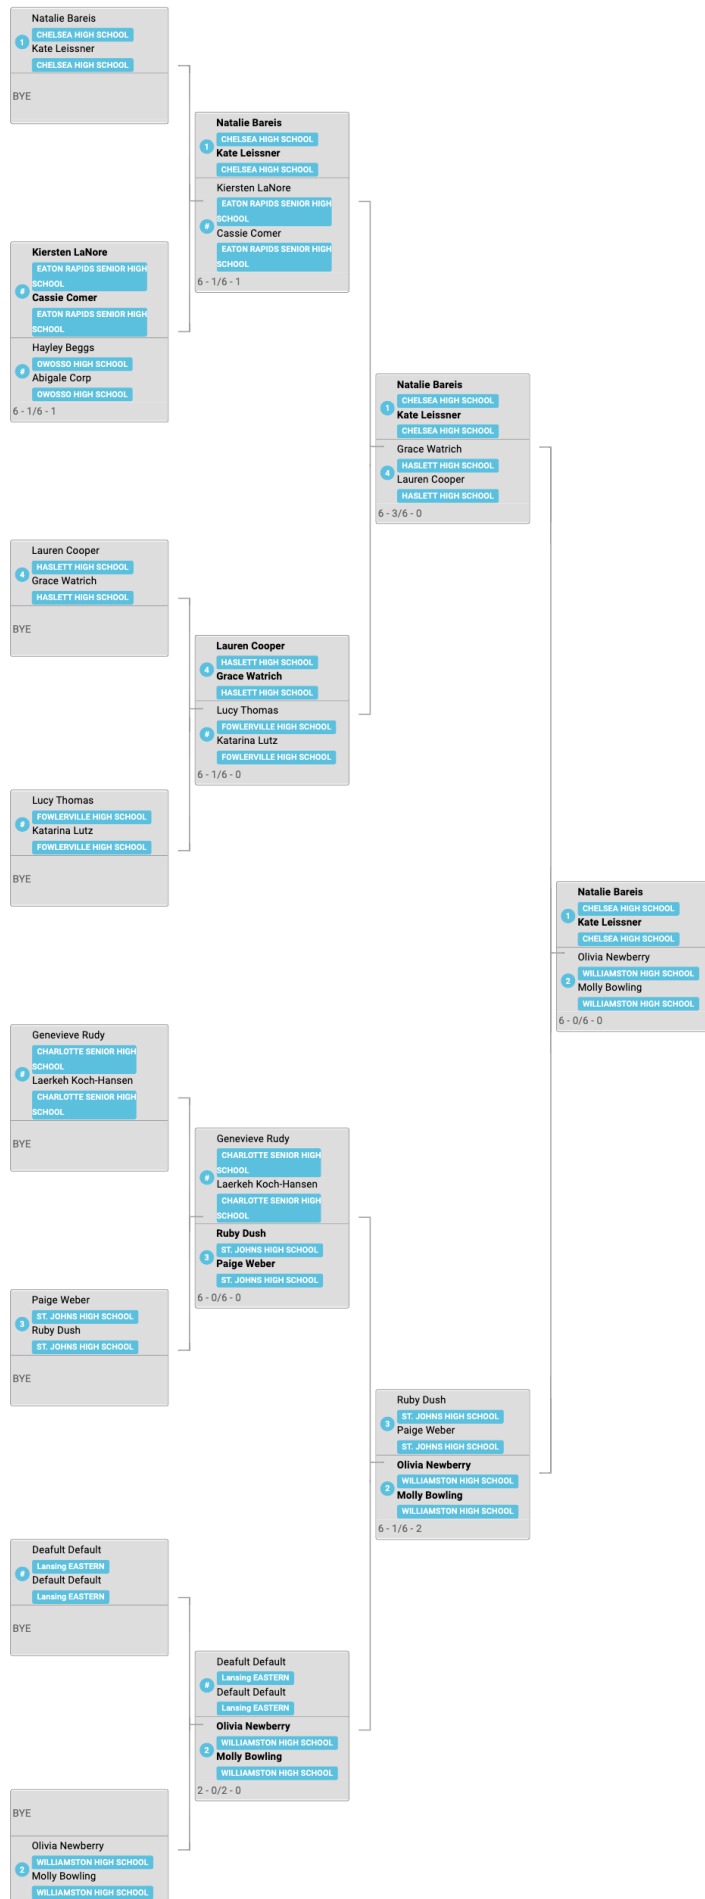 Natalie Bareis
CHELSEA HIGH SCHOOL
1
Kate Leissner
CHELSEA HIGH SCHOOL
BYE
Natalie Bareis
CHELSEA HIGH SCHOOL
1
Kate Leissner
CHELSEA HIGH SCHOOL
Kiersten LaNore
EATON RAPIDS SENIOR HIGH
SCHOOL
#
Cassie Comer
EATON RAPIDS SENIOR HIGH
SCHOOL
6 - 1/6 - 1
Kiersten LaNore
EATON RAPIDS SENIOR HIGH
SCHOOL
#
Cassie Comer
EATON RAPIDS SENIOR HIGH
SCHOOL
Hayley Beggs
OWOSSO HIGH SCHOOL
#
Abigale Corp
OWOSSO HIGH SCHOOL
6 - 1/6 - 1
Natalie Bareis
CHELSEA HIGH SCHOOL
1
Kate Leissner
CHELSEA HIGH SCHOOL
Grace Watrich
HASLETT HIGH SCHOOL
4
Lauren Cooper
HASLETT HIGH SCHOOL
6 - 3/6 - 0
Lauren Cooper
HASLETT HIGH SCHOOL
4
Grace Watrich
HASLETT HIGH SCHOOL
BYE
Lauren Cooper
HASLETT HIGH SCHOOL
4
Grace Watrich
HASLETT HIGH SCHOOL
Lucy Thomas
FOWLERVILLE HIGH SCHOOL
#
Katarina Lutz
FOWLERVILLE HIGH SCHOOL
6 - 1/6 - 0
Lucy Thomas
FOWLERVILLE HIGH SCHOOL
#
Katarina Lutz
FOWLERVILLE HIGH SCHOOL
BYE
Natalie Bareis
CHELSEA HIGH SCHOOL
1
Kate Leissner
CHELSEA HIGH SCHOOL
Olivia Newberry
WILLIAMSTON HIGH SCHOOL
2
Molly Bowling
WILLIAMSTON HIGH SCHOOL
6 - 0/6 - 0
Genevieve Rudy
CHARLOTTE SENIOR HIGH
SCHOOL
#
Laerkeh Koch-Hansen
CHARLOTTE SENIOR HIGH
SCHOOL
BYE
Genevieve Rudy
CHARLOTTE SENIOR HIGH
SCHOOL
#
Laerkeh Koch-Hansen
CHARLOTTE SENIOR HIGH
SCHOOL
Ruby Dush
ST. JOHNS HIGH SCHOOL
3
Paige Weber
ST. JOHNS HIGH SCHOOL
6 - 0/6 - 0
Paige Weber
ST. JOHNS HIGH SCHOOL
3
Ruby Dush
ST. JOHNS HIGH SCHOOL
BYE
Ruby Dush
ST. JOHNS HIGH SCHOOL
3
Paige Weber
ST. JOHNS HIGH SCHOOL
Olivia Newberry
WILLIAMSTON HIGH SCHOOL
2
Molly Bowling
WILLIAMSTON HIGH SCHOOL
6 - 1/6 - 2
Deafult Default
Lansing EASTERN
#
Default Default
Lansing EASTERN
BYE
Deafult Default
Lansing EASTERN
#
Default Default
Lansing EASTERN
Olivia Newberry
WILLIAMSTON HIGH SCHOOL
2
Molly Bowling
WILLIAMSTON HIGH SCHOOL
2 - 0/2 - 0
BYE
Olivia Newberry
WILLIAMSTON HIGH SCHOOL
2
Molly Bowling
WILLIAMSTON HIGH SCHOOL